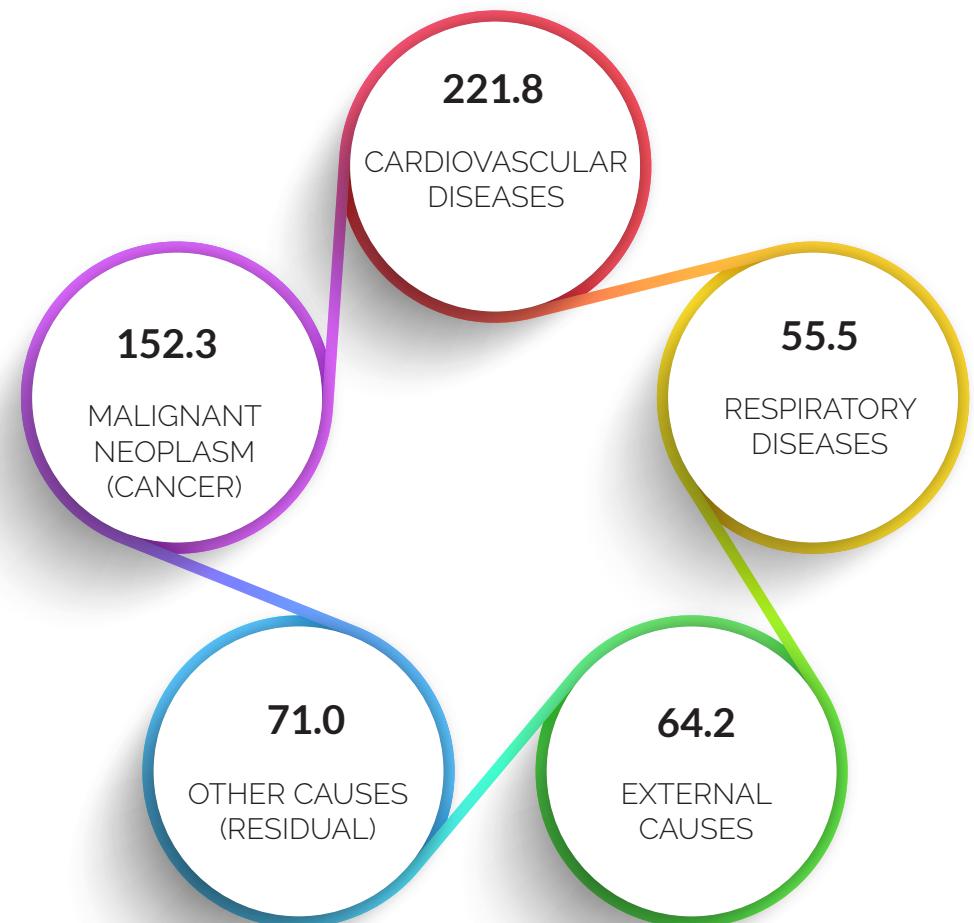 221.8
CARDIOVASCULAR
DISEASES
152.3
MALIGNANT
NEOPLASM
(CANCER)
55.5
RESPIRATORY
DISEASES
71.0
OTHER CAUSES
(RESIDUAL)
64.2
EXTERNAL
CAUSES